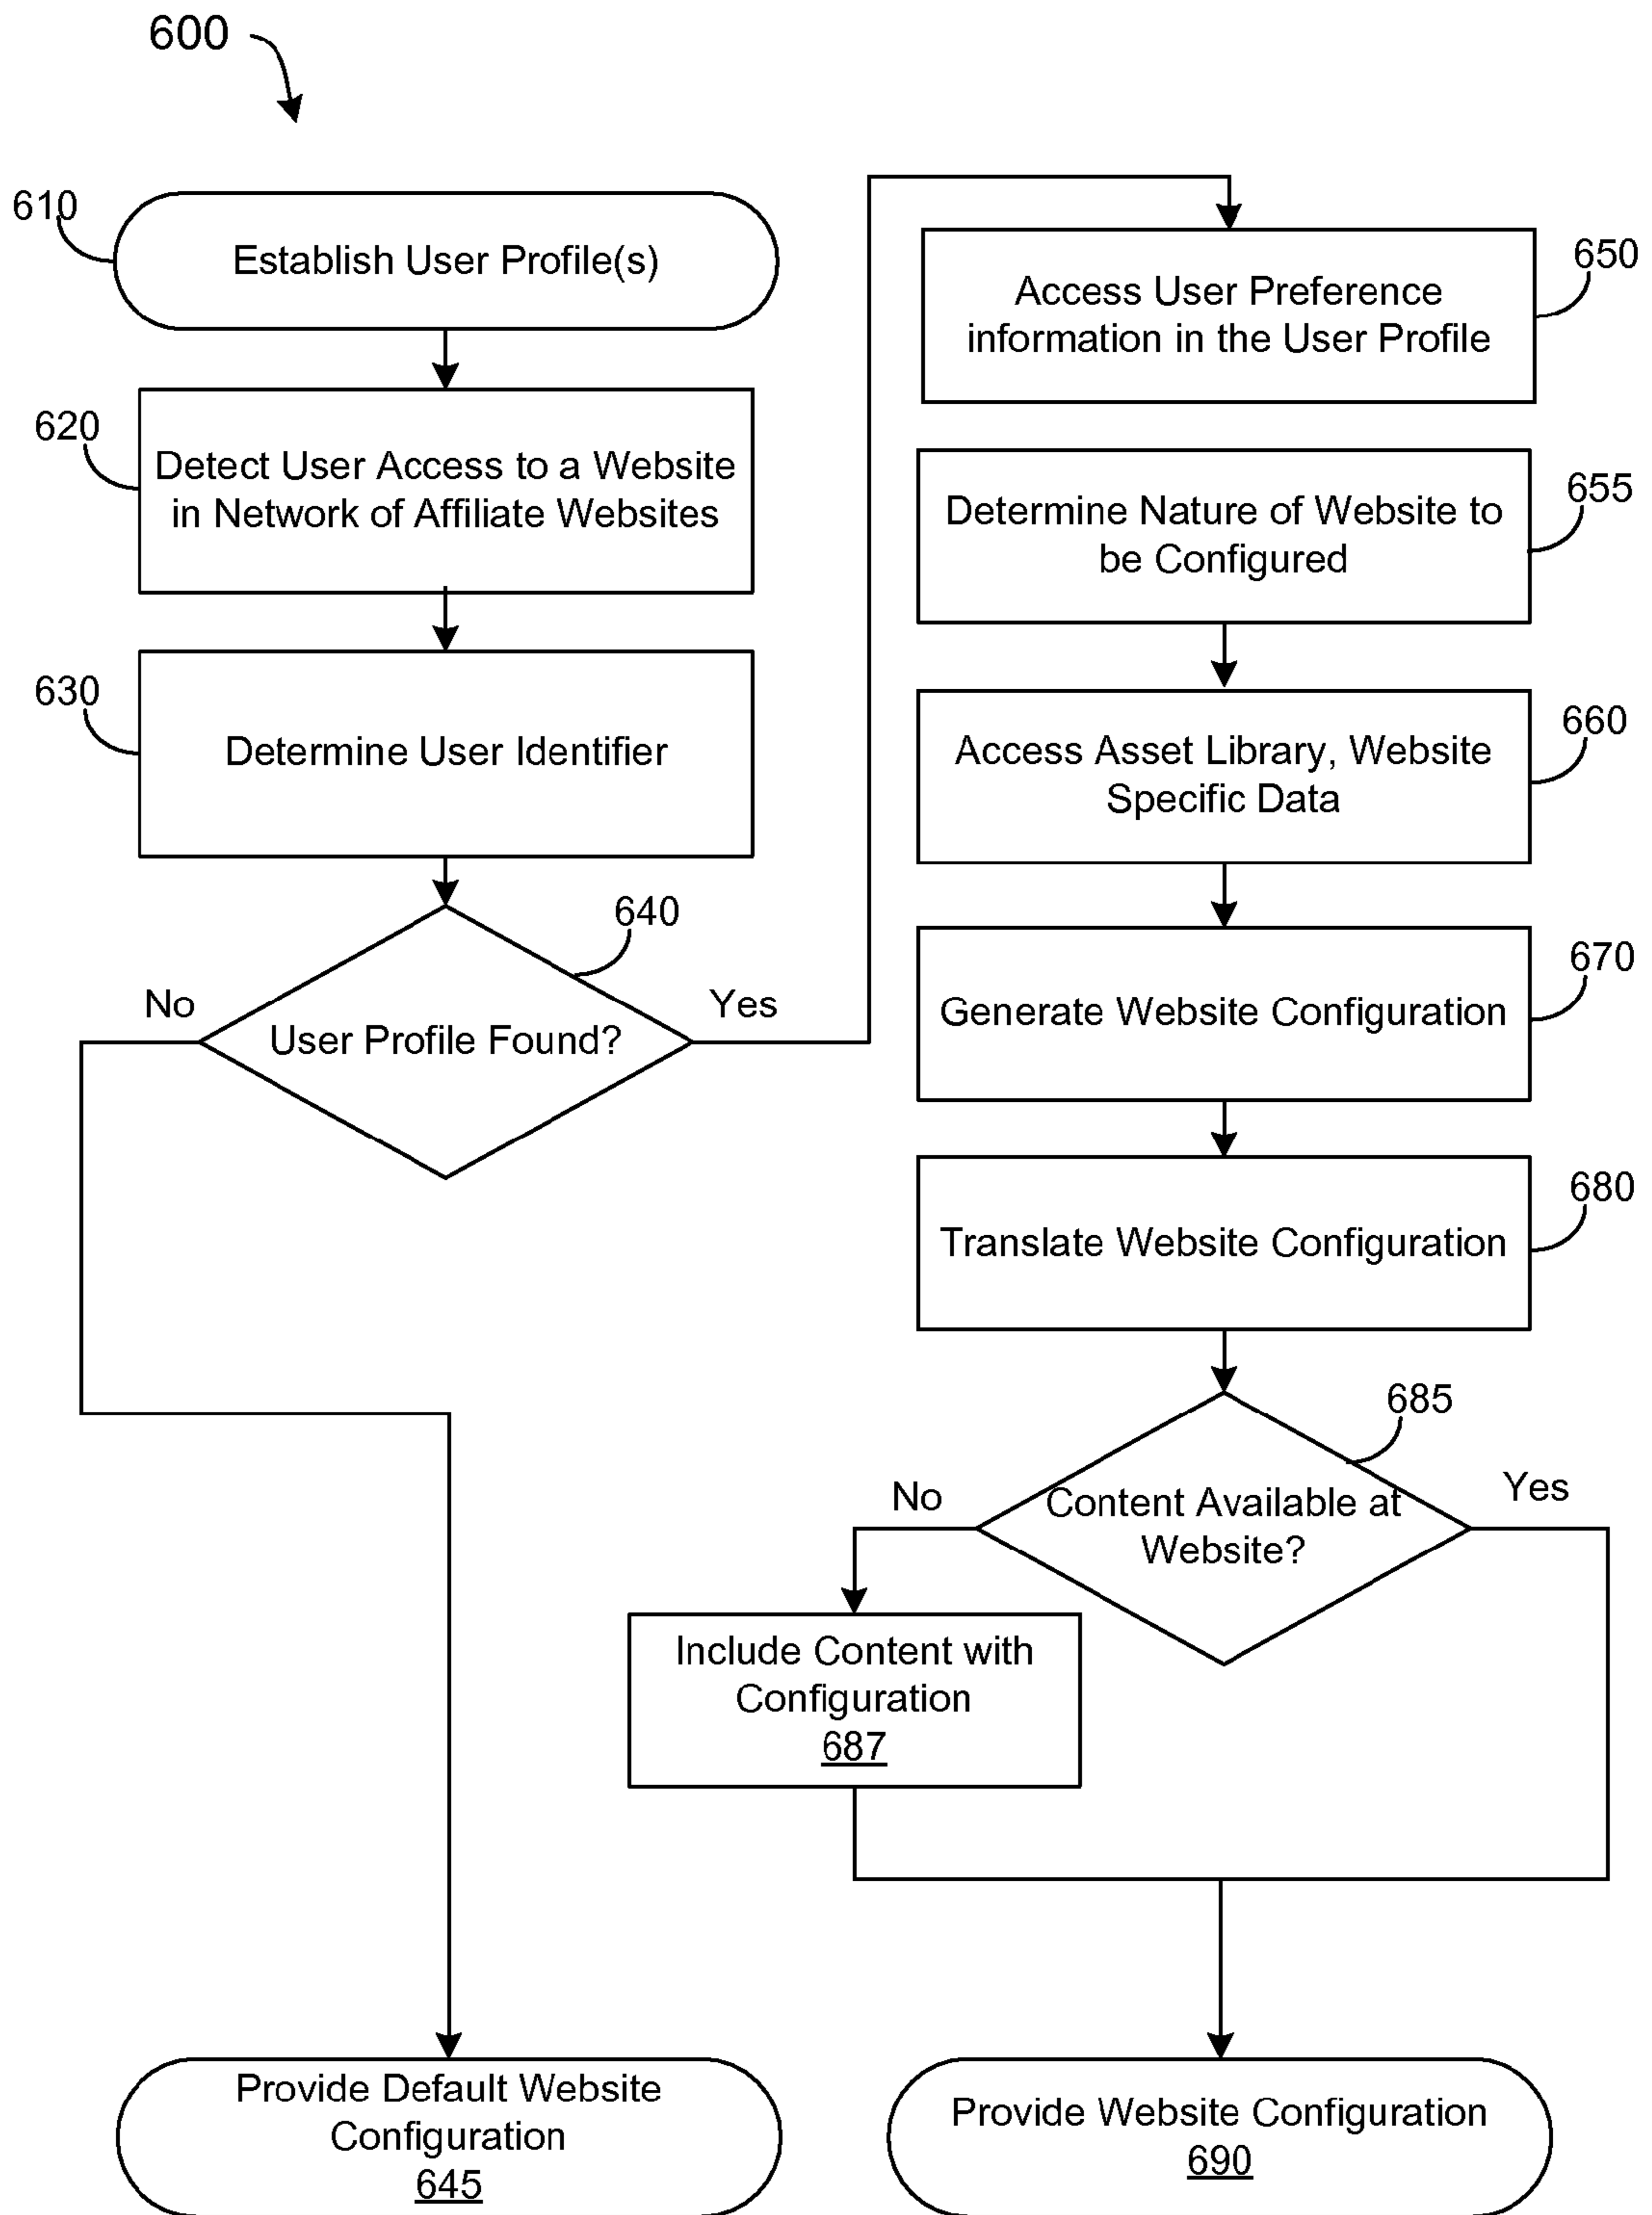 600
610
Establish User Profile(s)
620
Detect User Access to a Website
in Network of Affiliate Websites
630
Determine User Identifier
640
No
Yes
User Profile Found?
650
Access User Preference
information in the User Profile
655
Determine Nature of Website to
be Configured
660
Access Asset Library, Website
Specific Data
670
Generate Website Configuration
680
Translate Website Configuration
685
No
Yes
Content Available at
Website?
Include Content with
Configuration
687
Provide Default Website
Configuration
645
Provide Website Configuration
690